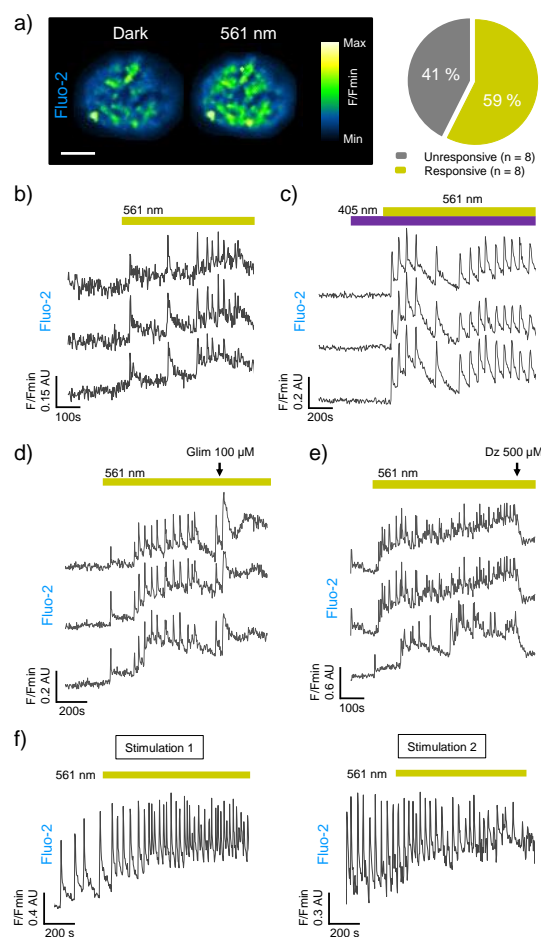 a)
Dark
561 nm
Fluo-2
Max
F/Fmin
Min
41 %
59 %
Unresponsive (n = 8)
Responsive (n = 8)
b)
561 nm
Fluo-2
F/Fmin
0.15 AU
100s
c)
561 nm
405 nm
Fluo-2
F/Fmin
0.2 AU
200s
d)
Glim 100 µM
561 nm
Fluo-2
F/Fmin
0.2 AU
200s
e)
Dz 500 µM
561 nm
Fluo-2
F/Fmin
0.6 AU
100s
f)
Stimulation 1
561 nm
Fluo-2
F/Fmin
0.4 AU
200 s
Stimulation 2
561 nm
Fluo-2
F/Fmin
0.3 AU
200 s